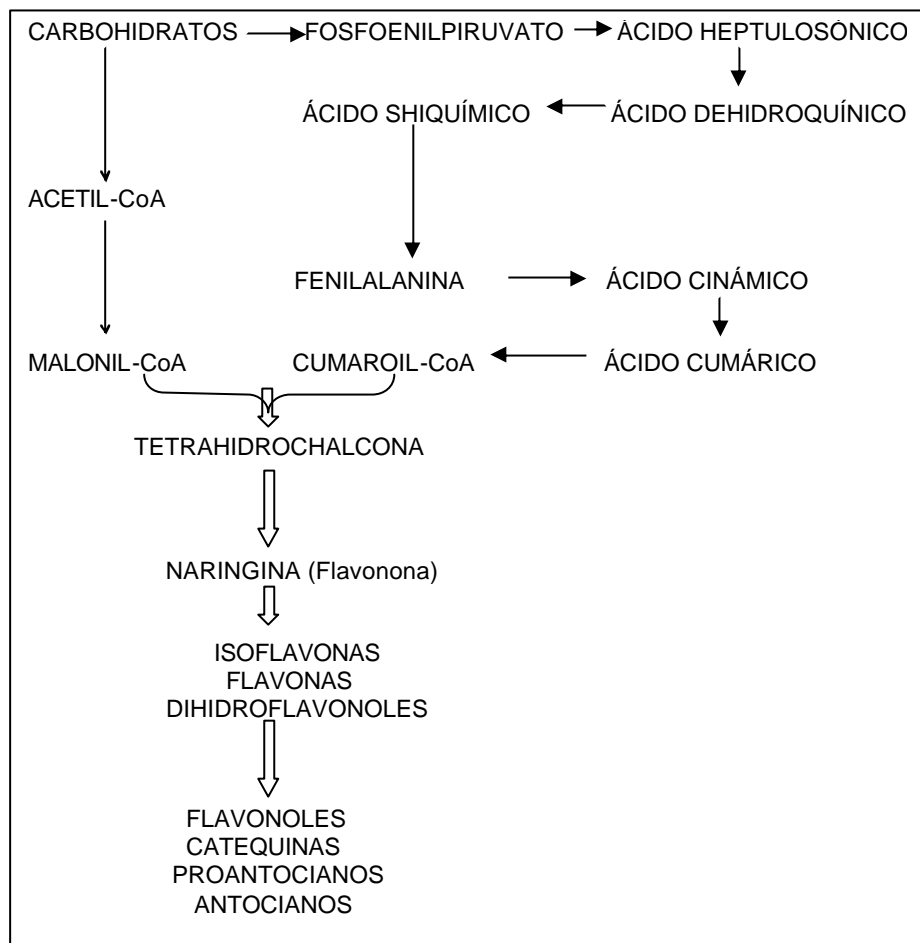 CARBOHIDRATOS FOSFOENILPIRUVATO ÁCIDO HEPTULOSÓNICO
ÁCIDO SHIQUÍMICO ÁCIDO DEHIDROQUÍNICO
ACETIL-CoA
FENILALANINA ÁCIDO CINÁMICO
MALONIL-CoA CUMAROIL-CoA ÁCIDO CUMÁRICO
TETRAHIDROCHALCONA
NARINGINA (Flavonona)
ISOFLAVONAS
FLAVONAS
DIHIDROFLAVONOLES
FLAVONOLES
CATEQUINAS
PROANTOCIANOS
ANTOCIANOS